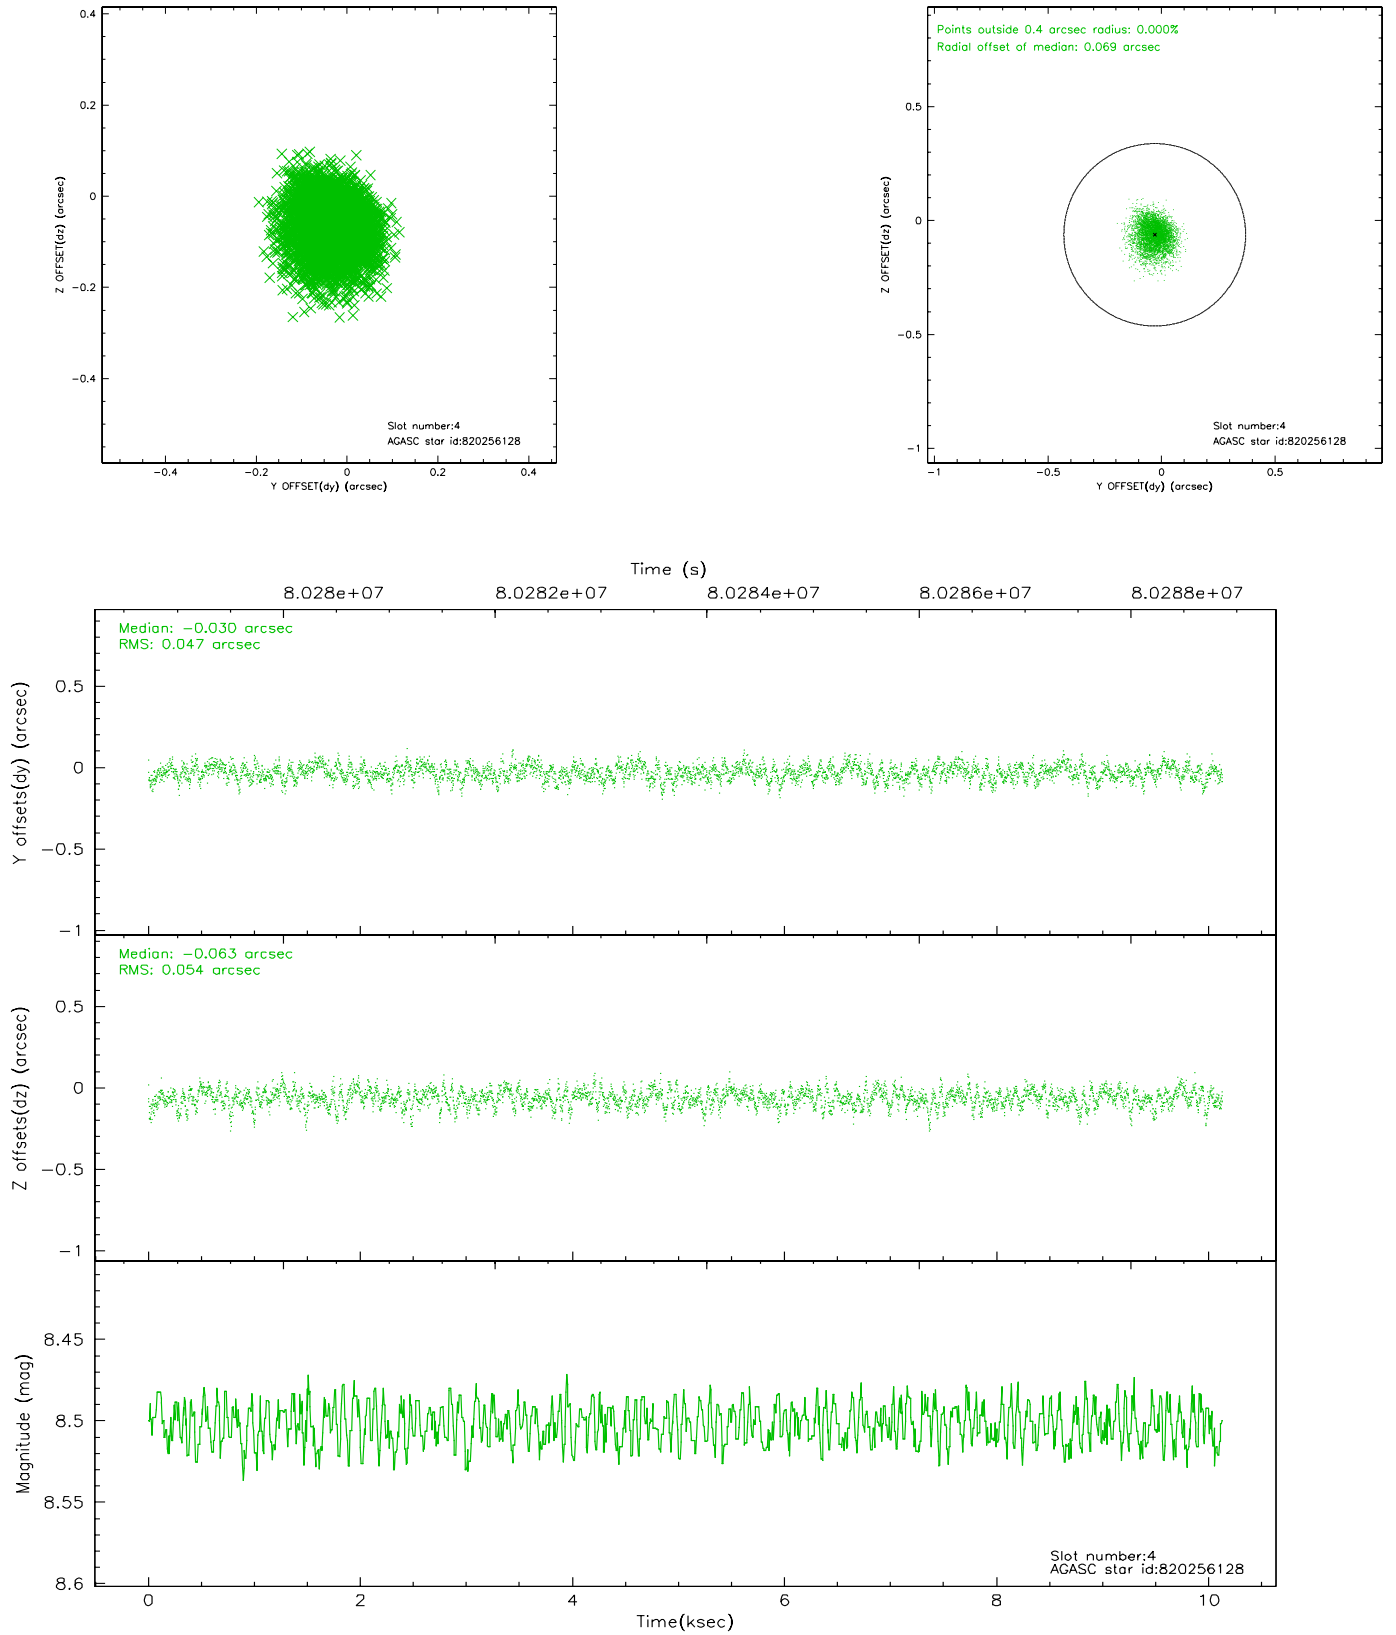 0.4
0.2
0
−0.2
−0.4
Z OFFSET(dz) (arcsec)
Slot number:4
AGASC star id:820256128
−0.4 −0.2 0 0.2 0.4
Y OFFSET(dy) (arcsec)
Points outside 0.4 arcsec radius: 0.000%
Radial offset of median: 0.069 arcsec
0.5
0
−0.5
−1
Z OFFSET(dz) (arcsec)
Slot number:4
AGASC star id:820256128
−1 −0.5 0 0.5
Y OFFSET(dy) (arcsec)
Time (s)
8.028e+07 8.0282e+07 8.0284e+07 8.0286e+07 8.0288e+07
Median: −0.030 arcsec
RMS: 0.047 arcsec
0.5
0
−0.5
−1
Y offsets(dy) (arcsec)
Median: −0.063 arcsec
RMS: 0.054 arcsec
0.5
0
−0.5
−1
Z offsets(dz) (arcsec)
8.45
8.5
8.55
8.6
Magnitude (mag)
Slot number:4
AGASC star id:820256128
0 2 4 6 8 10
Time(ksec)